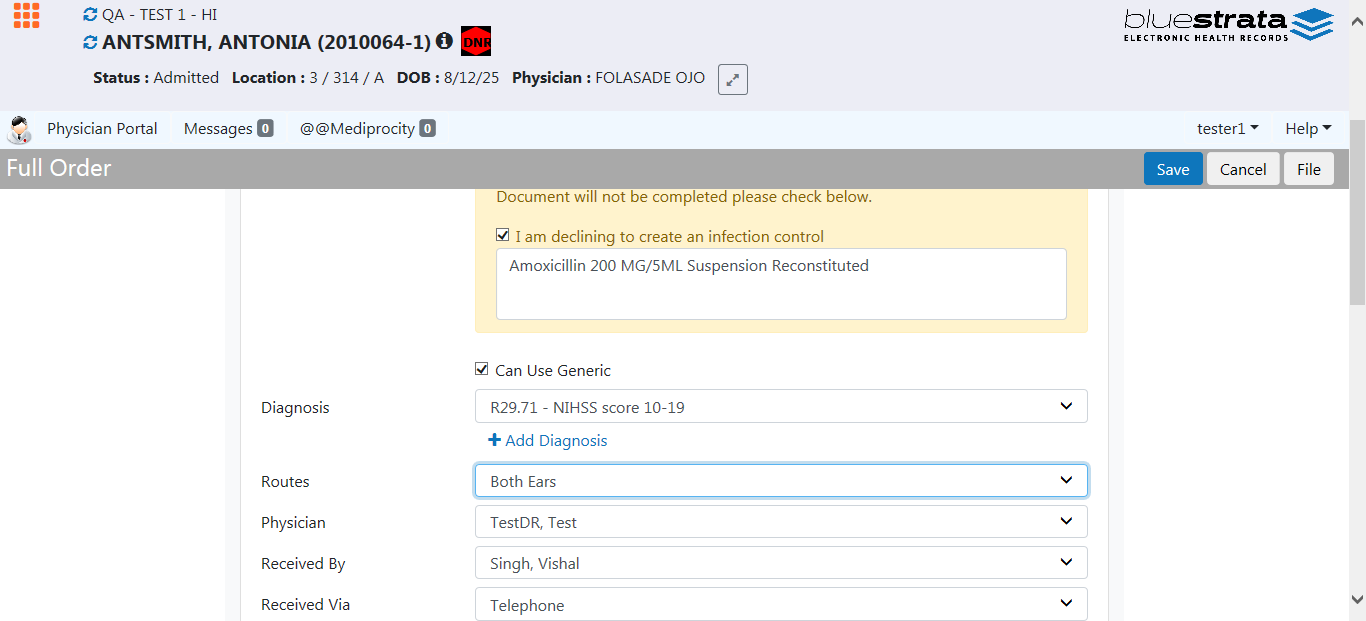 QA - TEST 1 - HI
ANTSMITH, ANTONIA (2010064-1) DNR
bluestrata
ELECTRONIC HEALTH RECORDS
Status : Admitted Location : 3 / 314 / A DOB : 8/12/25 Physician : FOLASADE OJO
Physician Portal Messages 0 @@Mediprocity 0 tester1 Help
Full Order Save Cancel File
Document will not be completed please check below.
I am declining to create an infection control
Amoxicillin 200 MG/5ML Suspension Reconstituted
Can Use Generic
Diagnosis R29.71 - NIHSS score 10-19
Add Diagnosis
Routes Both Ears
Physician TestDR, Test
Received By Singh, Vishal
Received Via Telephone